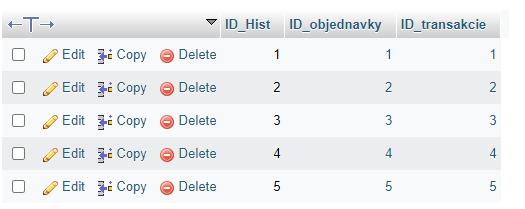 ID_Hist ID_objednavky ID_transakcie
Edit Copy Delete 1 1 1
Edit Copy Delete 2 2 2
Edit Copy Delete 3 3 3
Edit Copy Delete 4 4 4
Edit Copy Delete 5 5 5